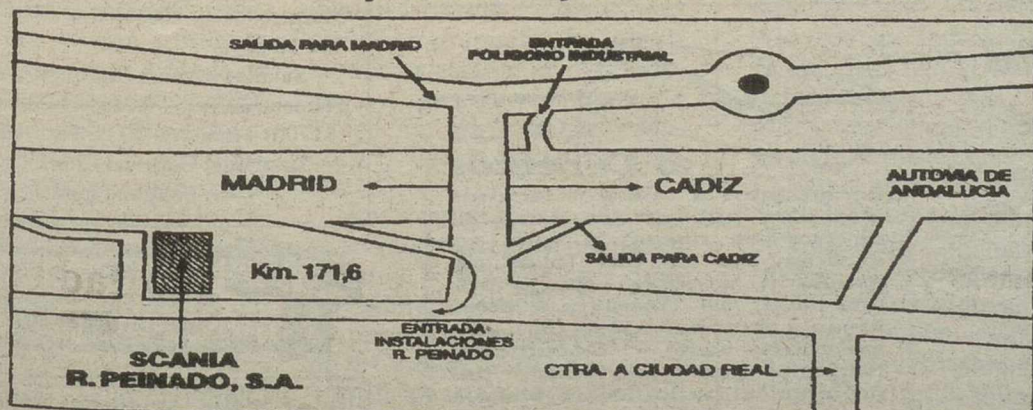 SALIDA PARA MADRID
ENTRADA
POLIGONO INDUSTRIAL
MADRID
CADIZ
AUTOVIA DE
ANDALUCIA
Km. 171,6
SALIDA PARA CADIZ
ENTRADA
INSTALACIONES
R. PEINADO
SCANIA
R. PEINADO, S.A.
CTRA. A CIUDAD REAL